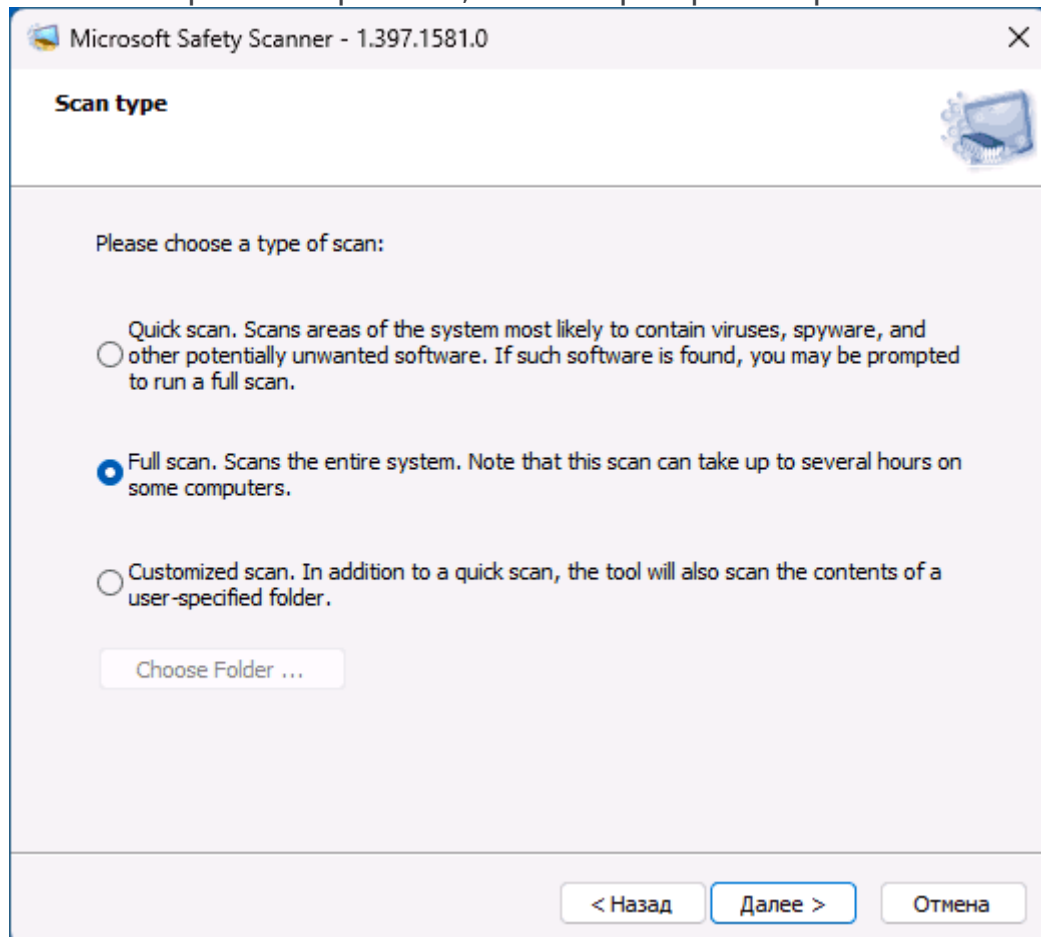 Microsoft Safety Scanner - 1.397.1581.0
Scan type
Please choose a type of scan:
Quick scan. Scans areas of the system most likely to contain viruses, spyware, and
other potentially unwanted software. If such software is found, you may be prompted
to run a full scan.
Full scan. Scans the entire system. Note that this scan can take up to several hours on
some computers.
Customized scan. In addition to a quick scan, the tool will also scan the contents of a
user-specified folder.
Choose Folder ...
< Назад
Далее >
Отмена